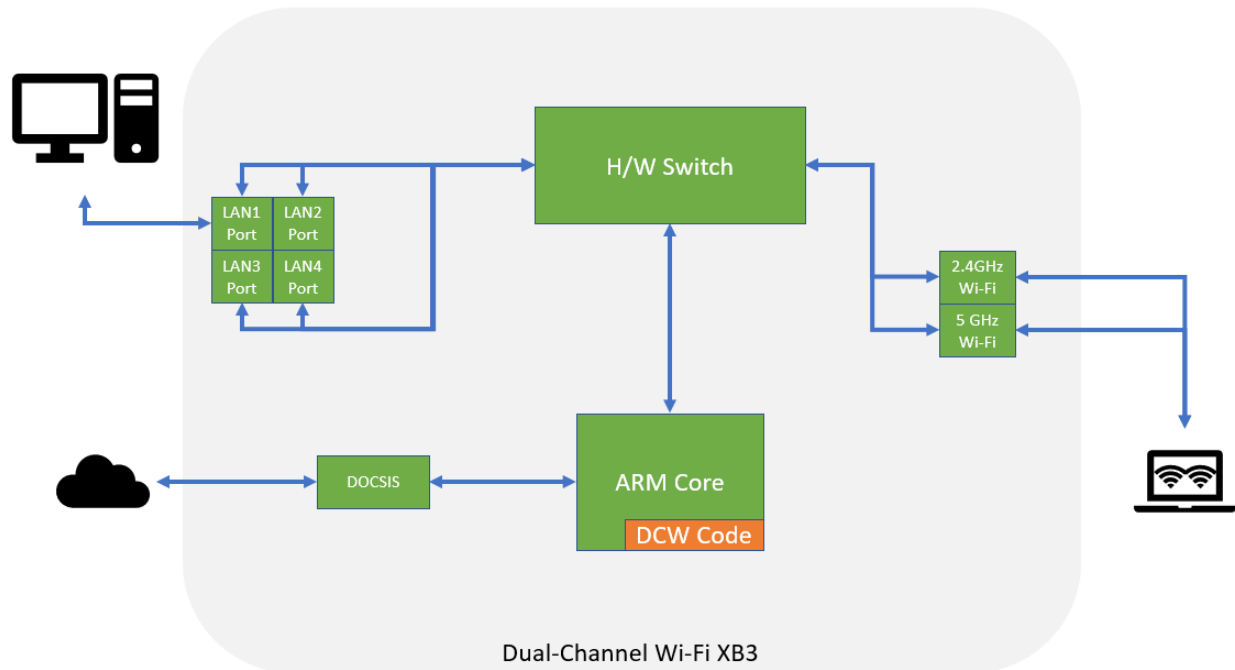 H/W Switch
LAN1
Port
LAN2
Port
LAN3
Port
LAN4
Port
2.4GHz
Wi-Fi
5 GHz
Wi-Fi
DOCSIS
ARM Core
DCW Code
Dual-Channel Wi-Fi XB3